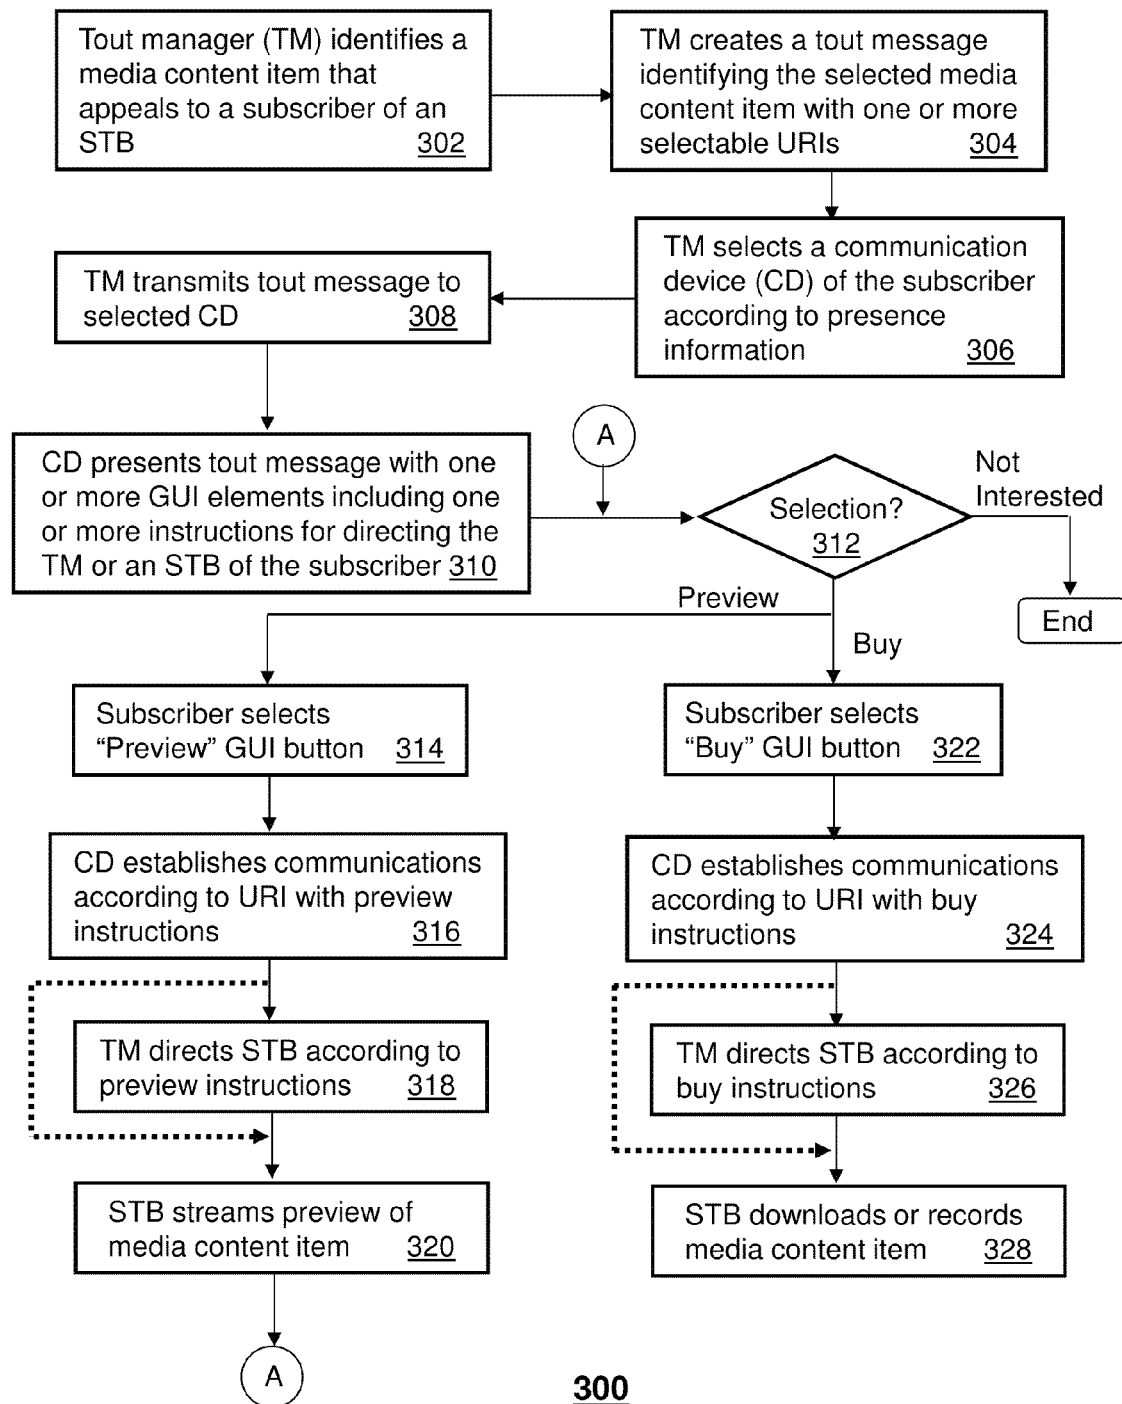 Tout manager (TM) identifies a
media content item that
appeals to a subscriber of an
STB 302
TM creates a tout message
identifying the selected media
content item with one or more
selectable URIs 304
TM selects a communication
device (CD) of the subscriber
according to presence
information 306
TM transmits tout message to
selected CD 308
CD presents tout message with one
or more GUI elements including one
or more instructions for directing the
TM or an STB of the subscriber 310
A
Selection?
312
Not
Interested
End
Preview
Buy
Subscriber selects
“Preview” GUI button 314
CD establishes communications
according to URI with preview
instructions 316
TM directs STB according to
preview instructions 318
STB streams preview of
media content item 320
A
Subscriber selects
“Buy” GUI button 322
CD establishes communications
according to URI with buy
instructions 324
TM directs STB according to
buy instructions 326
STB downloads or records
media content item 328
300